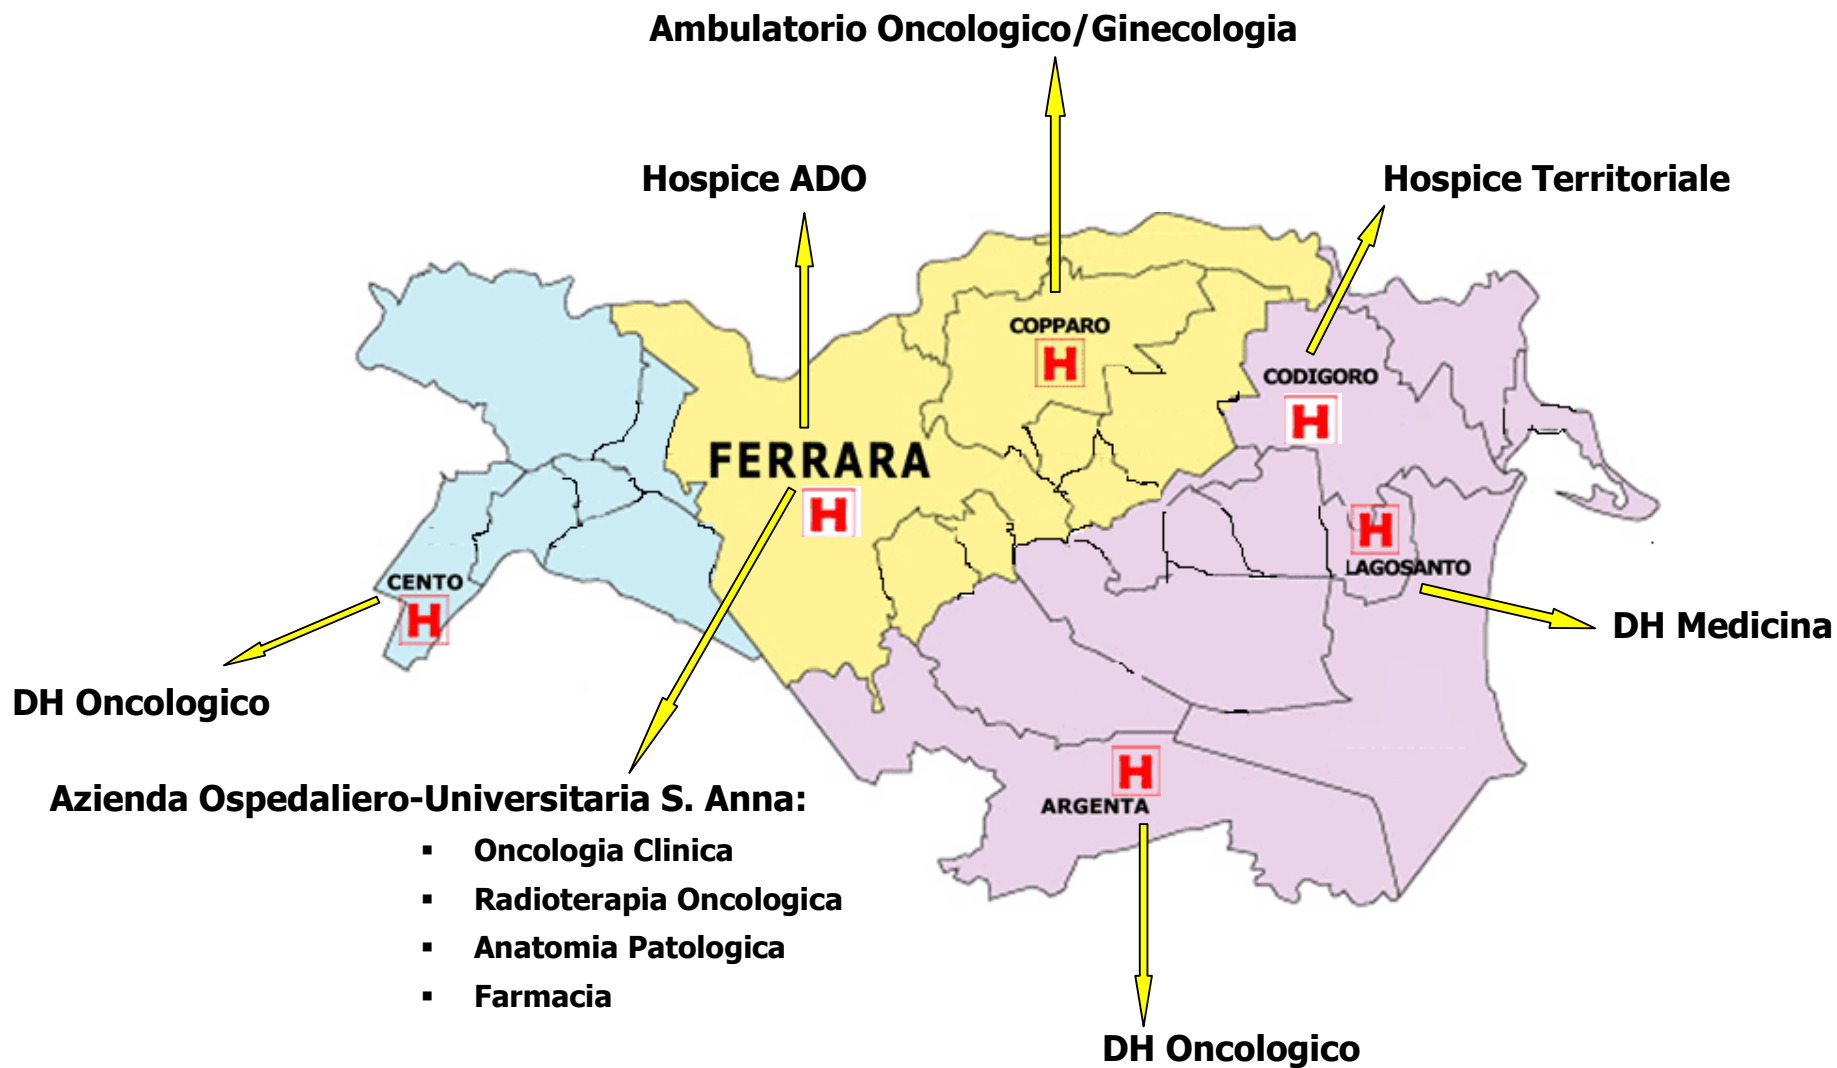 Ambulatorio Oncologico/Ginecologia
Hospice ADO
Hospice Territoriale
COPPARO
H
CODIGORO
H
FERRARA
H
H
LAGOSANTO
CENTO
H
DH Medicina
DH Oncologico
H
ARGENTA
Azienda Ospedaliero-Universitaria S. Anna:
▪ Oncologia Clinica
▪ Radioterapia Oncologica
▪ Anatomia Patologica
▪ Farmacia
DH Oncologico